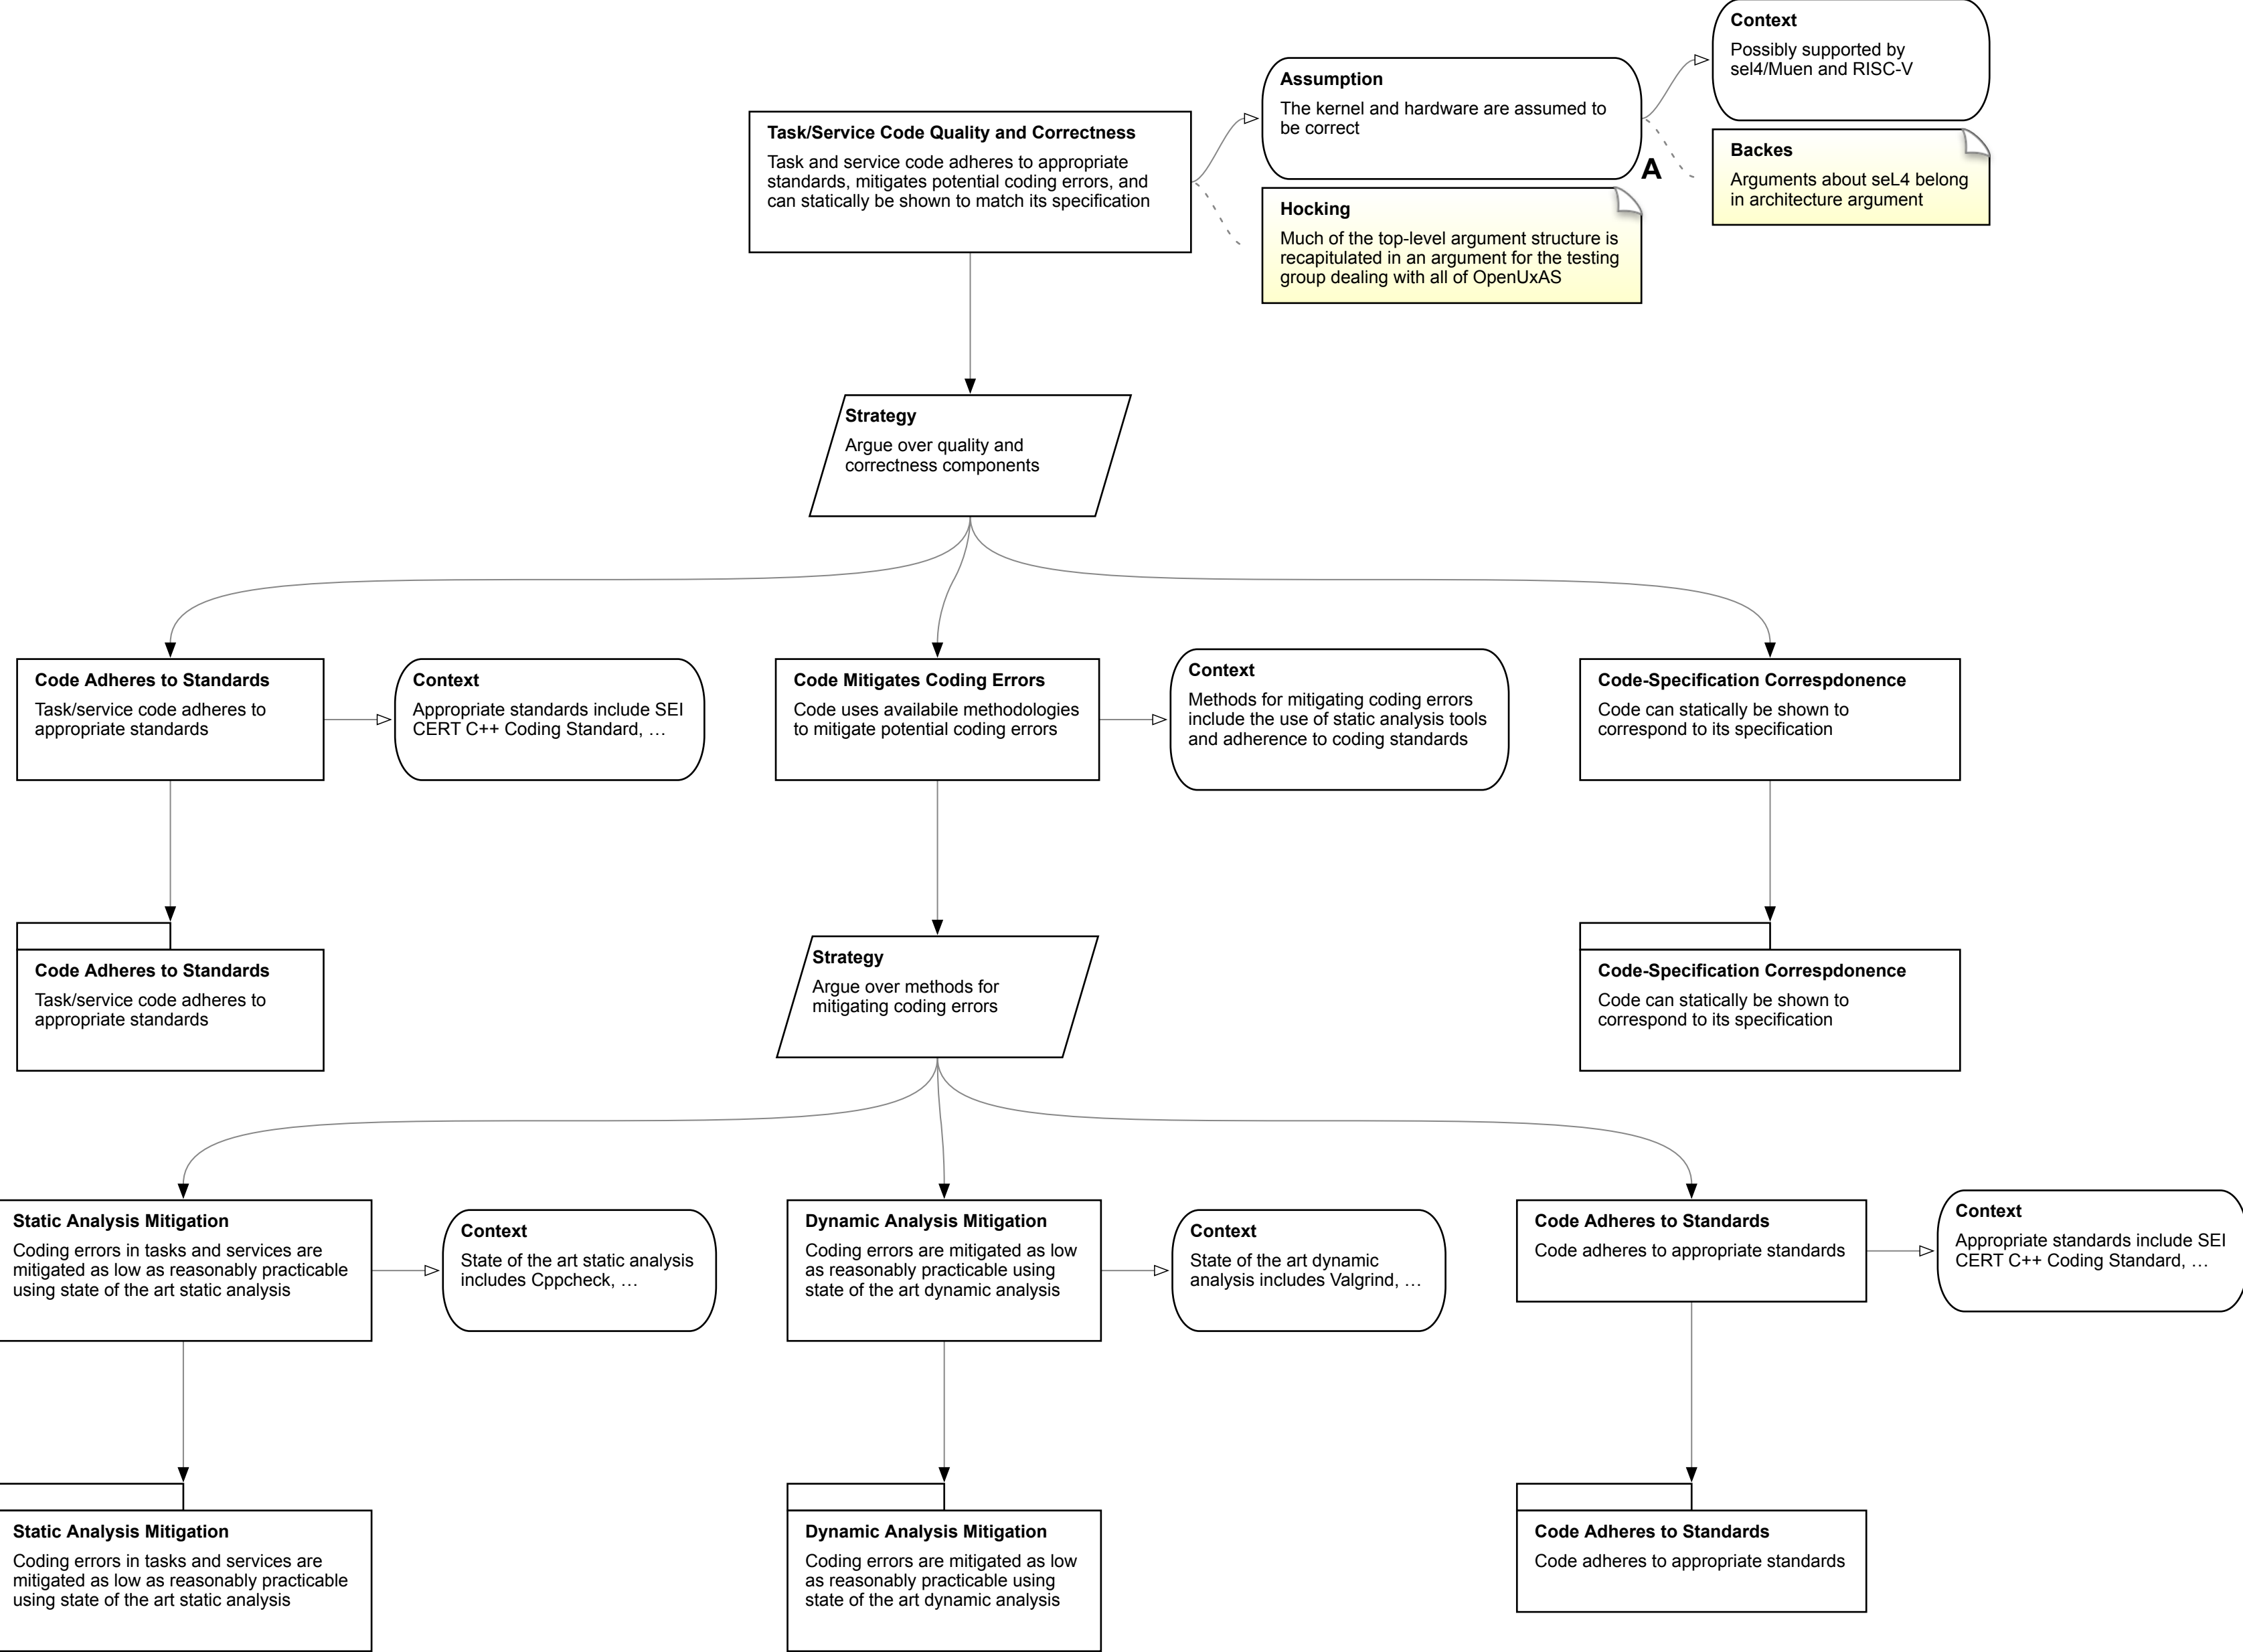 Context
Possibly supported by
sel4/Muen and RISC-V
Assumption
The kernel and hardware are assumed to
be correct
A
Backes
Arguments about seL4 belong
in architecture argument
Task/Service Code Quality and Correctness
Task and service code adheres to appropriate
standards, mitigates potential coding errors, and
can statically be shown to match its specification
Hocking
Much of the top-level argument structure is
recapitulated in an argument for the testing
group dealing with all of OpenUxAS
Strategy
Argue over quality and
correctness components
Code Adheres to Standards
Task/service code adheres to
appropriate standards
Context
Appropriate standards include SEI
CERT C++ Coding Standard, …
Code Mitigates Coding Errors
Code uses availabile methodologies
to mitigate potential coding errors
Context
Methods for mitigating coding errors
include the use of static analysis tools
and adherence to coding standards
Code-Specification Correspdonence
Code can statically be shown to
correspond to its specification
Code Adheres to Standards
Task/service code adheres to
appropriate standards
Strategy
Argue over methods for
mitigating coding errors
Code-Specification Correspdonence
Code can statically be shown to
correspond to its specification
Static Analysis Mitigation
Coding errors in tasks and services are
mitigated as low as reasonably practicable
using state of the art static analysis
Context
State of the art static analysis
includes Cppcheck, …
Dynamic Analysis Mitigation
Coding errors are mitigated as low
as reasonably practicable using
state of the art dynamic analysis
Context
State of the art dynamic
analysis includes Valgrind, …
Code Adheres to Standards
Code adheres to appropriate standards
Context
Appropriate standards include SEI
CERT C++ Coding Standard, …
Static Analysis Mitigation
Coding errors in tasks and services are
mitigated as low as reasonably practicable
using state of the art static analysis
Dynamic Analysis Mitigation
Coding errors are mitigated as low
as reasonably practicable using
state of the art dynamic analysis
Code Adheres to Standards
Code adheres to appropriate standards